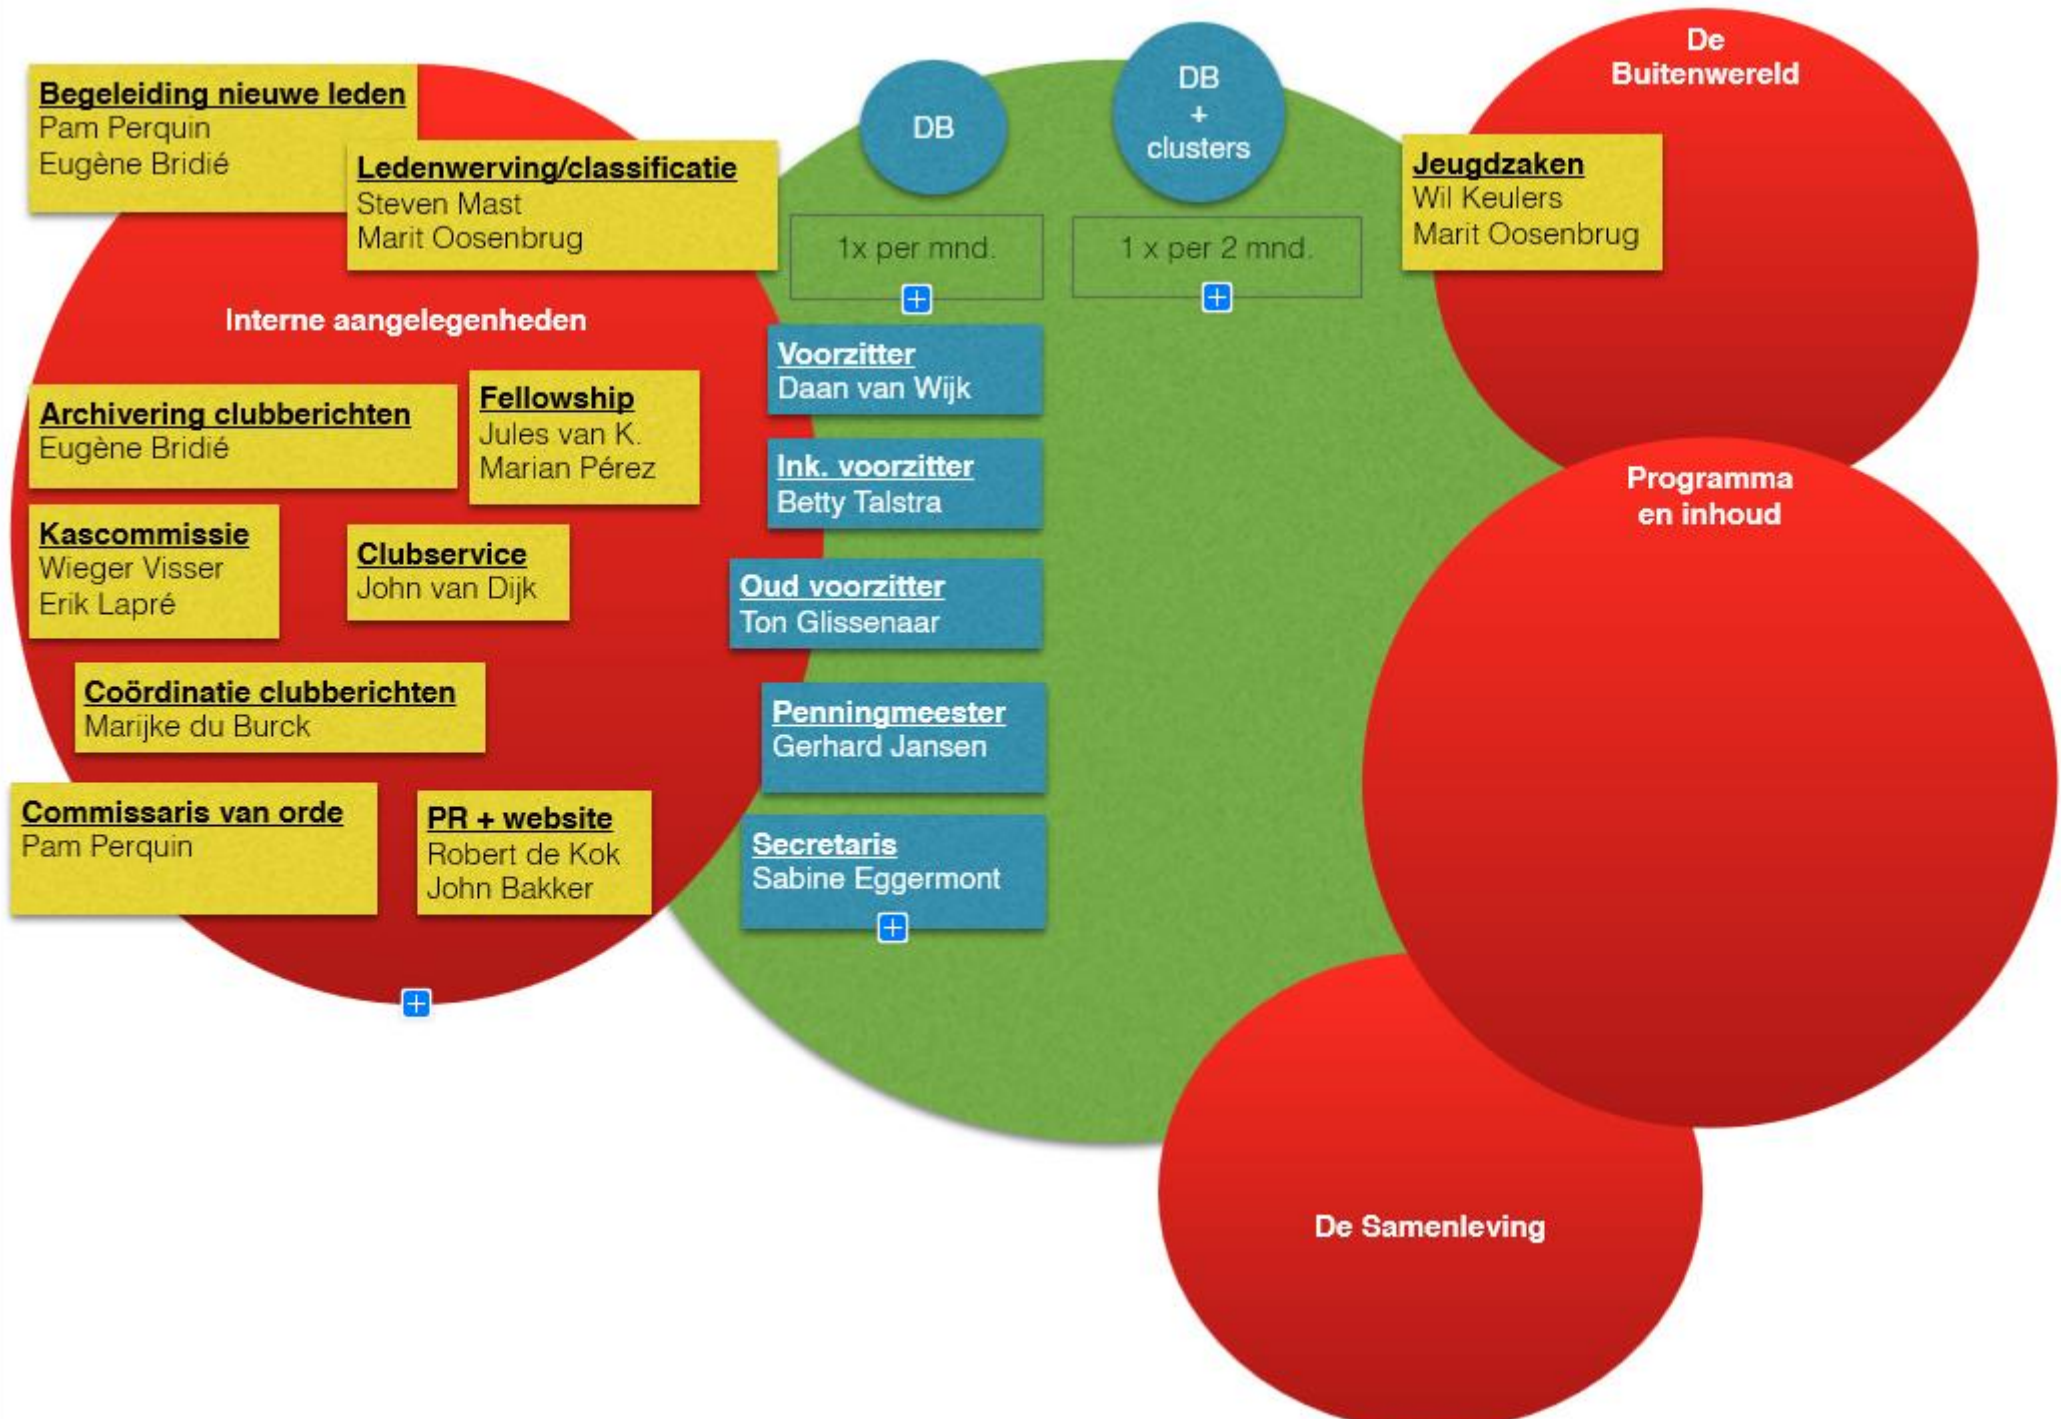 Begeleiding nieuwe leden
Pam Perquin
Eugène Bridié
Ledenwerving/classificatie
Steven Mast
Marit Oosenbrug
Interne aangelegenheden
Archivering clubberichten
Eugène Bridié
Fellowship
Jules van K.
Marian Pérez
Kascommissie
Wieger Visser
Erik Lapré
Clubservice
John van Dijk
Coördinatie clubberichten
Marijke du Burck
Commissaris van orde
Pam Perquin
PR + website
Robert de Kok
John Bakker
DB
1x per mnd.
DB
+
clusters
1 x per 2 mnd.
Voorzitter
Daan van Wijk
Ink. voorzitter
Betty Talstra
Oud voorzitter
Ton Glissenaar
Penningmeester
Gerhard Jansen
Secretaris
Sabine Eggermont
De
Buitenwereld
Jeugdzaken
Wil Keulers
Marit Oosenbrug
Programma
en inhoud
De Samenleving